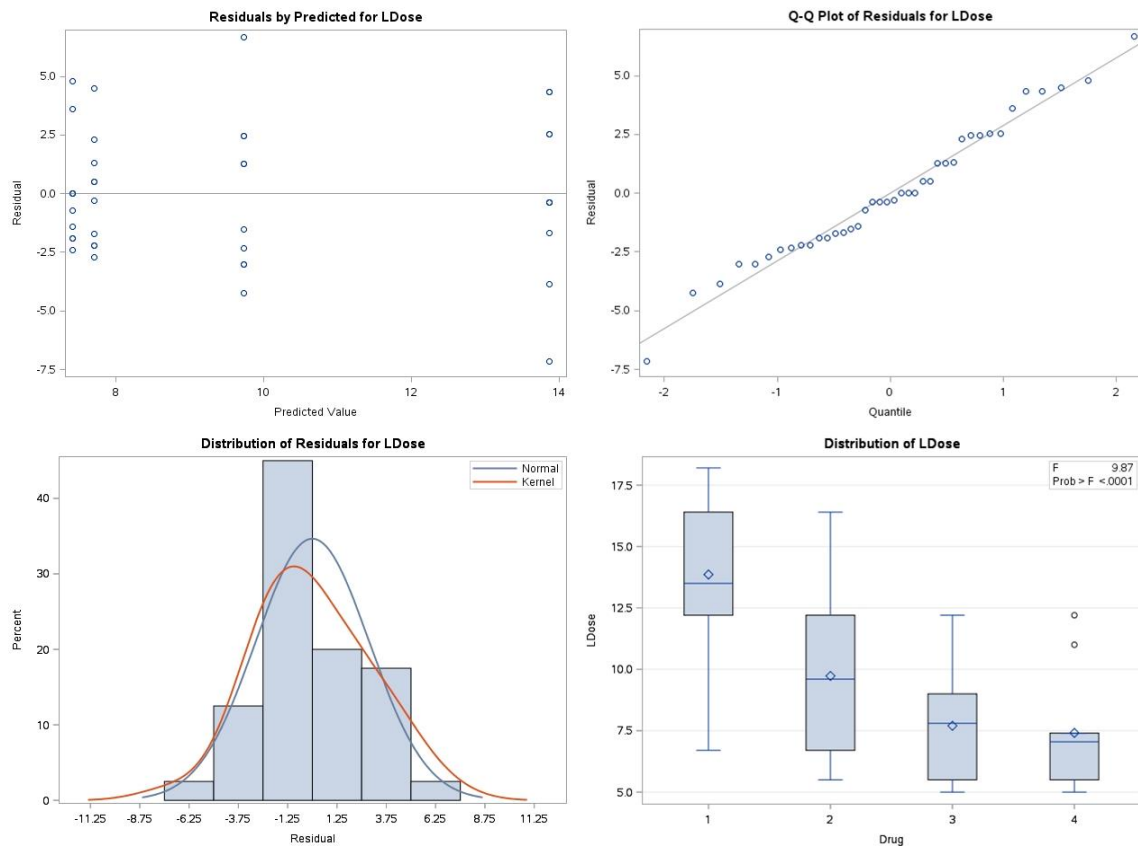 Residuals by Predicted for LDose
5.0
2.5
0.0
-2.5
-5.0
-7.5
Residual
8 10 12 14
Predicted Value
Q-Q Plot of Residuals for LDose
5.0
2.5
0.0
-2.5
-5.0
-7.5
Residual
-2 -1 0 1 2
Quantile
Distribution of Residuals for LDose
Normal
Kernel
40
30
20
10
0
Percent
-11.25 -8.75 -6.25 -3.75 -1.25 1.25 3.75 6.25 8.75 11.25
Residual
Distribution of LDose
F 9.87
Prob > F <.0001
17.5
15.0
12.5
10.0
7.5
5.0
LDose
1 2 3 4
Drug